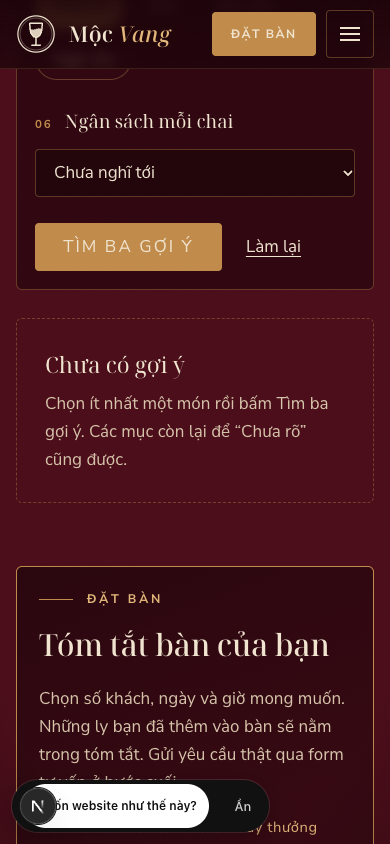 Mộc Vang
ĐẶT BÀN
06 Ngân sách mỗi chai
Chưa nghĩ tới
TÌM BA GỢI Ý
Làm lại
Chưa có gợi ý
Chọn ít nhất một món rồi bấm Tìm ba
gợi ý. Các mục còn lại để “Chưa rõ”
cũng được.
ĐẶT BÀN
Tóm tắt bàn của bạn
Chọn số khách, ngày và giờ mong muốn.
Những ly bạn đã thêm vào bàn sẽ nằm
trong tóm tắt. Gửi yêu cầu thật qua form
N
website như thế này?
Ẩn
thưởng